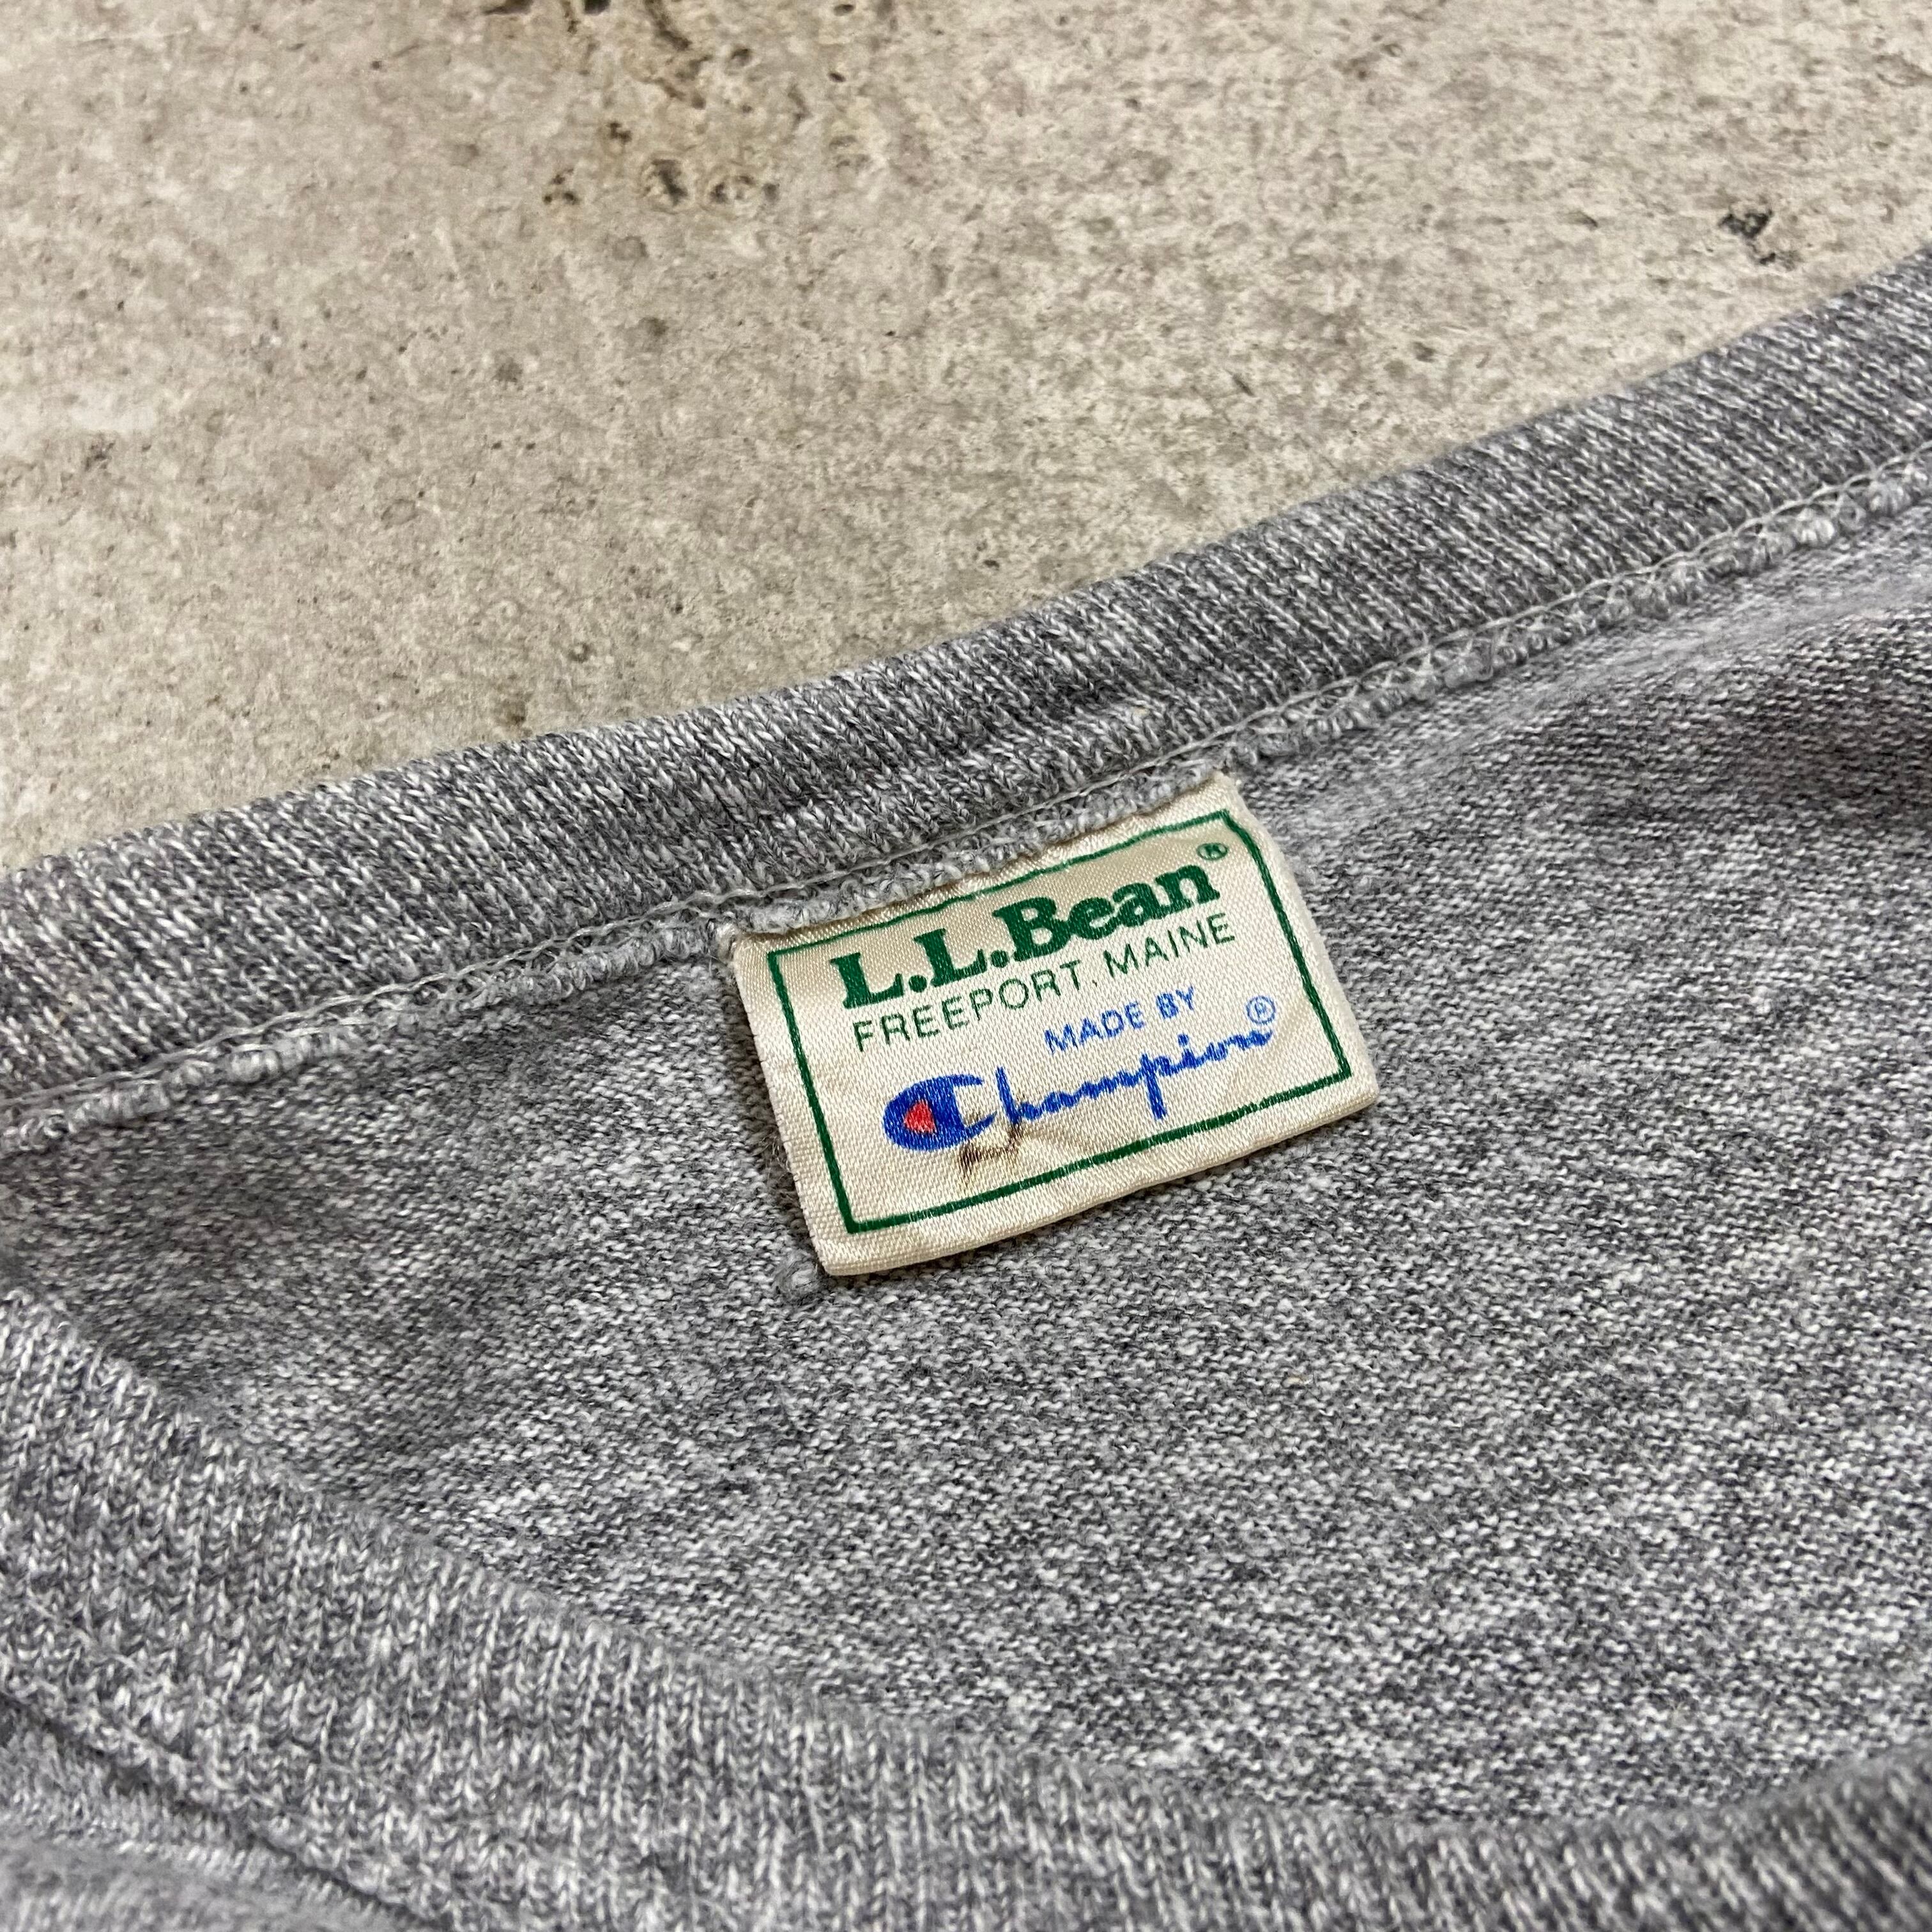 L.L.Bean®
FREEPORT, MAINE
MADE BY
Champion®